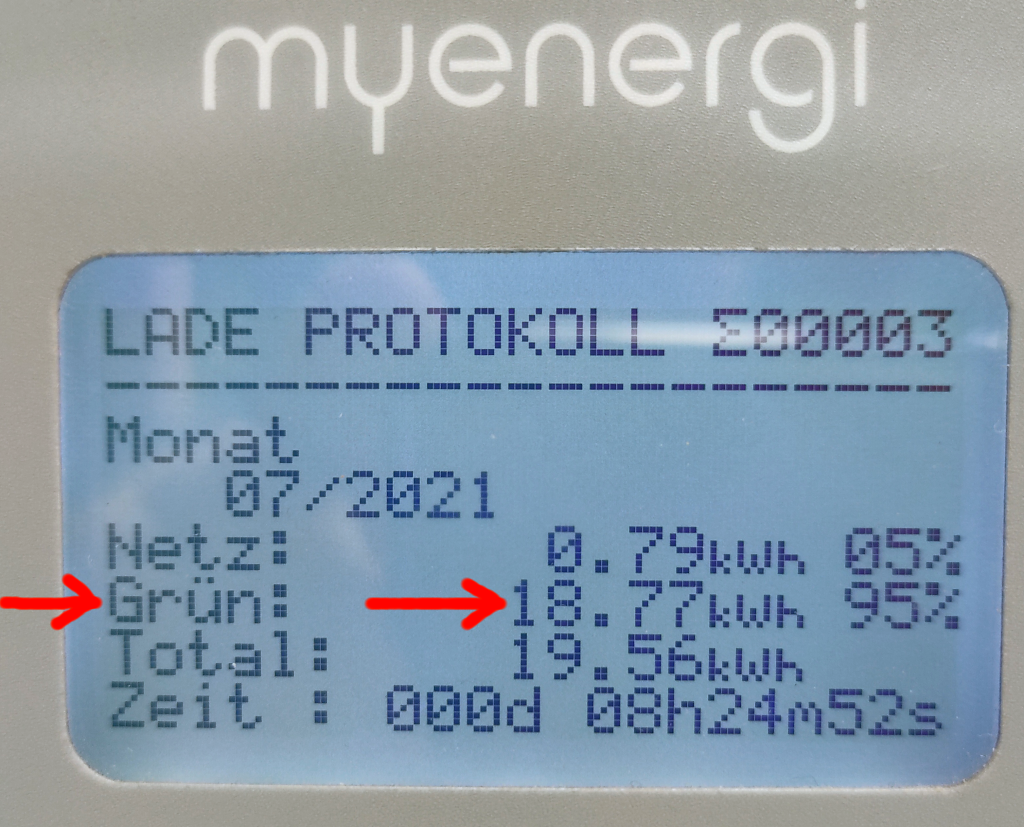 myenergi
LADE PROTOKOLL Σ00003
--------------------
Monat
07/2021
Netz: 0.79kWh 05%
Grün: 18.77kWh 95%
Total: 19.56kWh
Zeit : 000d 08h24m52s